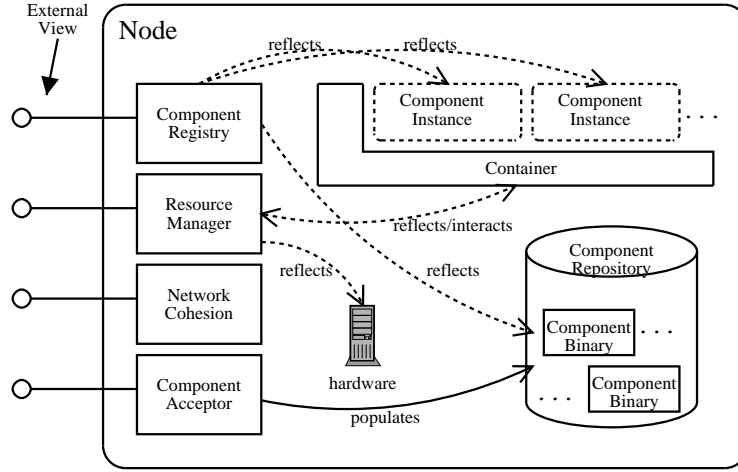 External
View
Node
reflects
reflects
Component
Registry
Component
Instance
Component
Instance
. . .
Container
Resource
Manager
reflects/interacts
reflects
reflects
Component
Repository
Network
Cohesion
Component
Binary
. . .
hardware
Component
Acceptor
populates
. . .
Component
Binary